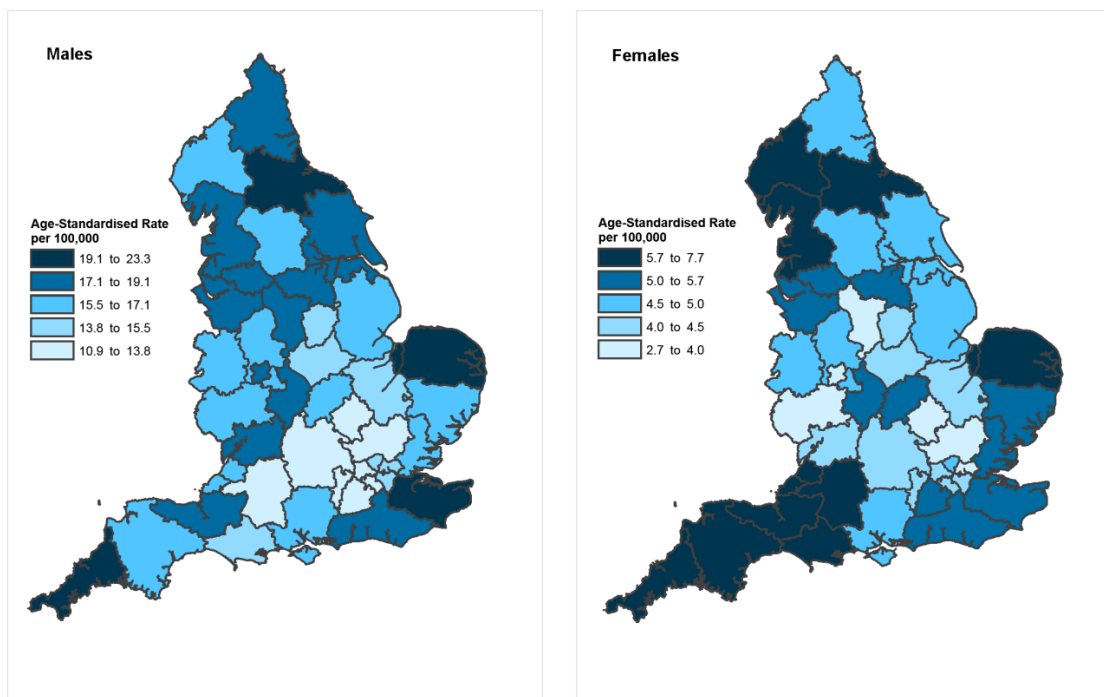 Males
Age-Standardised Rate
per 100,000
19.1 to 23.3
17.1 to 19.1
15.5 to 17.1
13.8 to 15.5
10.9 to 13.8
Females
Age-Standardised Rate
per 100,000
5.7 to 7.7
5.0 to 5.7
4.5 to 5.0
4.0 to 4.5
2.7 to 4.0